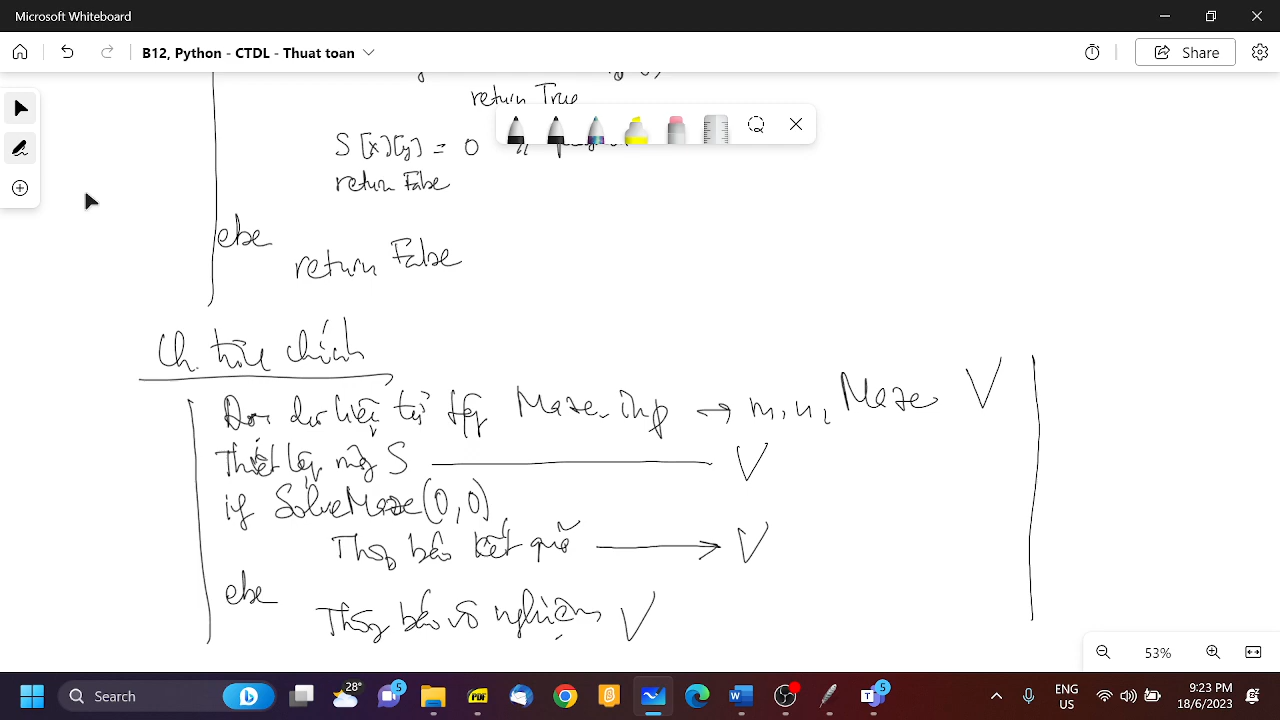 Microsoft Whiteboard
B12, Python - CTDL - Thuat toan
Share
return True
S[x][y] = 0
return False
else
return False
Ch. trình chính
Đọc dữ liệu từ tệp Maze.inp → m, n, Maze V
Thiết lập mảng S V
if SolveMaze(0,0)
Thông báo kết quả → V
else
Thông báo vô nghiệm V
53%
Search
28°
5
5
ENG
US
9:23 PM
18/6/2023